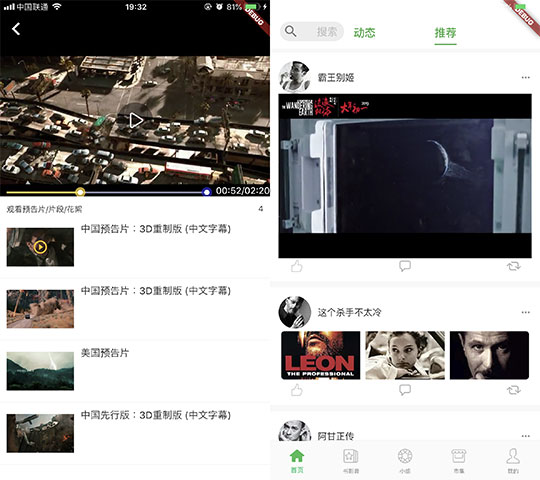 中国联通
19:32
81%
DEBUG
00:52/02:20
观看预告片/片段/花絮
4
中国预告片：3D重制版 (中文字幕)
中国预告片：3D重制版 (中文字幕)
美国预告片
中国先行版：3D重制版 (中文字幕)
DEBUG
搜索
动态
推荐
霸王别姬
THE WANDERING EARTH
大年初一
这个杀手不太冷
LEON
THE PROFESSIONAL
阿甘正传
首页
书影音
小组
市集
我的